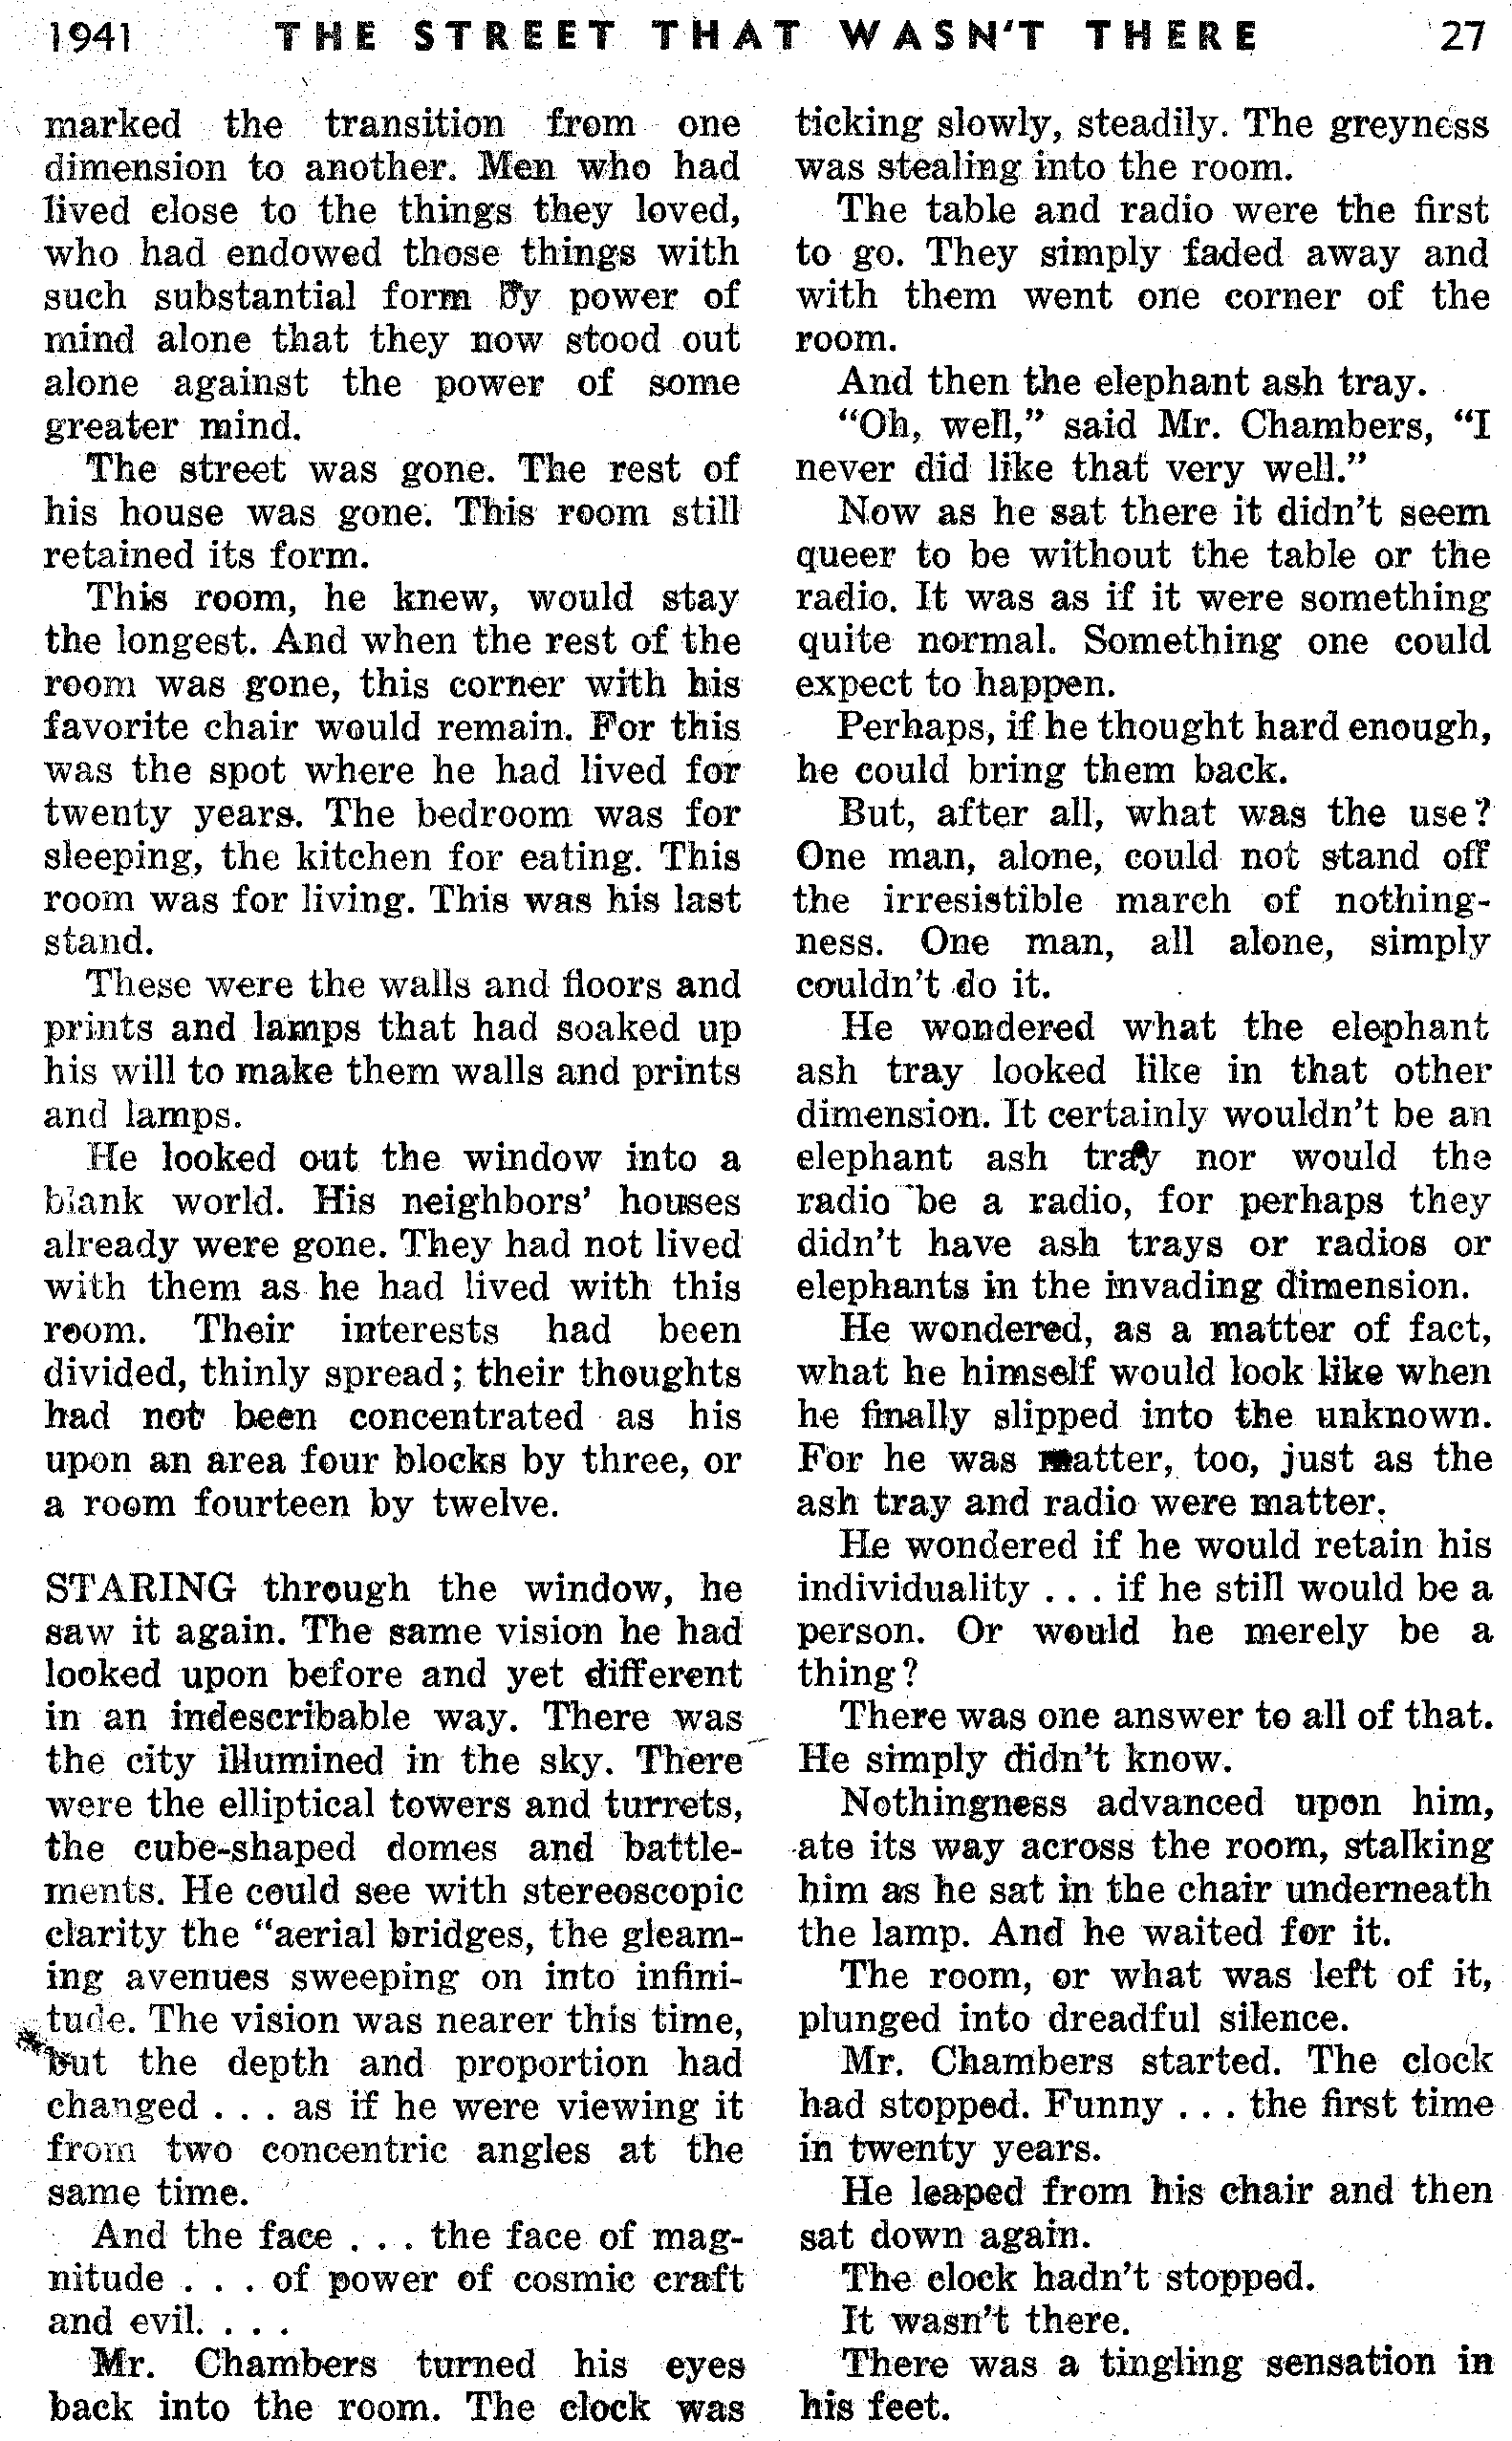 1941 THE STREET THAT WASN'T THERE 27
marked the transition from one
dimension to another. Men who had
lived close to the things they loved,
who had endowed those things with
such substantial form by power of
mind alone that they now stood out
alone against the power of some
greater mind.
The street was gone. The rest of
his house was gone. This room still
retained its form.
This room, he knew, would stay
the longest. And when the rest of the
room was gone, this corner with his
favorite chair would remain. For this
was the spot where he had lived for
twenty years. The bedroom was for
sleeping, the kitchen for eating. This
room was for living. This was his last
stand.
These were the walls and floors and
prints and lamps that had soaked up
his will to make them walls and prints
and lamps.
He looked out the window into a
blank world. His neighbors' houses
already were gone. They had not lived
with them as he had lived with this
room. Their interests had been
divided, thinly spread; their thoughts
had not been concentrated as his
upon an area four blocks by three, or
a room fourteen by twelve.
STARING through the window, he
saw it again. The same vision he had
looked upon before and yet different
in an indescribable way. There was
the city illumined in the sky. There
were the elliptical towers and turrets,
the cube-shaped domes and battle-
ments. He could see with stereoscopic
clarity the "aerial bridges, the gleam-
ing avenues sweeping on into infini-
tude. The vision was nearer this time,
but the depth and proportion had
changed . . . as if he were viewing it
from two concentric angles at the
same time.
And the face . . . the face of mag-
nitude . . . of power of cosmic craft
and evil. . . .
Mr. Chambers turned his eyes
back into the room. The clock was
ticking slowly, steadily. The greyness
was stealing into the room.
The table and radio were the first
to go. They simply faded away and
with them went one corner of the
room.
And then the elephant ash tray.
"Oh, well," said Mr. Chambers, "I
never did like that very well."
Now as he sat there it didn't seem
queer to be without the table or the
radio. It was as if it were something
quite normal. Something one could
expect to happen.
Perhaps, if he thought hard enough,
he could bring them back.
But, after all, what was the use?
One man, alone, could not stand off
the irresistible march of nothing-
ness. One man, all alone, simply
couldn't do it.
He wondered what the elephant
ash tray looked like in that other
dimension. It certainly wouldn't be an
elephant ash tray nor would the
radio be a radio, for perhaps they
didn't have ash trays or radios or
elephants in the invading dimension.
He wondered, as a matter of fact,
what he himself would look like when
he finally slipped into the unknown.
For he was matter, too, just as the
ash tray and radio were matter.
He wondered if he would retain his
individuality . . . if he still would be a
person. Or would he merely be a
thing?
There was one answer to all of that.
He simply didn't know.
Nothingness advanced upon him,
ate its way across the room, stalking
him as he sat in the chair underneath
the lamp. And he waited for it.
The room, or what was left of it,
plunged into dreadful silence.
Mr. Chambers started. The clock
had stopped. Funny . . . the first time
in twenty years.
He leaped from his chair and then
sat down again.
The clock hadn't stopped.
It wasn't there.
There was a tingling sensation in
his feet.